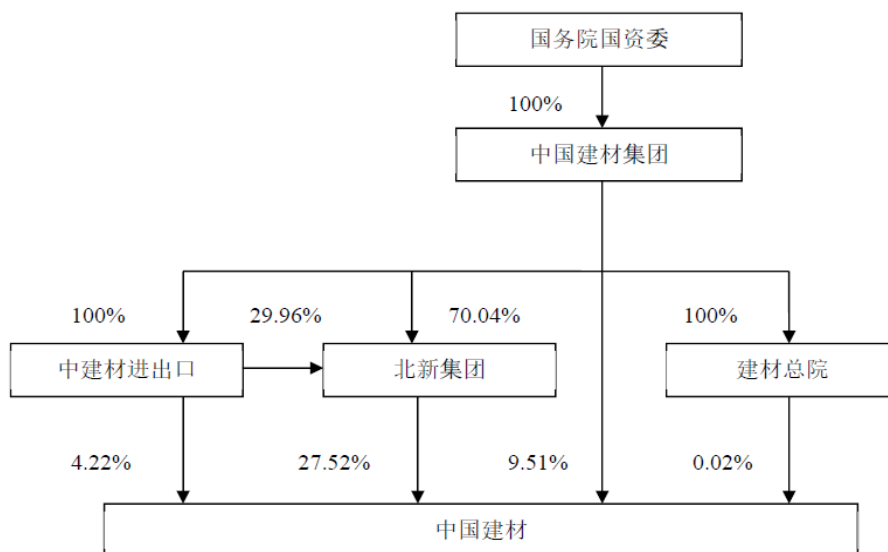 国务院国资委
100%
中国建材集团
100%
29.96%
70.04%
100%
中建材进出口
北新集团
建材总院
4.22%
27.52%
9.51%
0.02%
中国建材